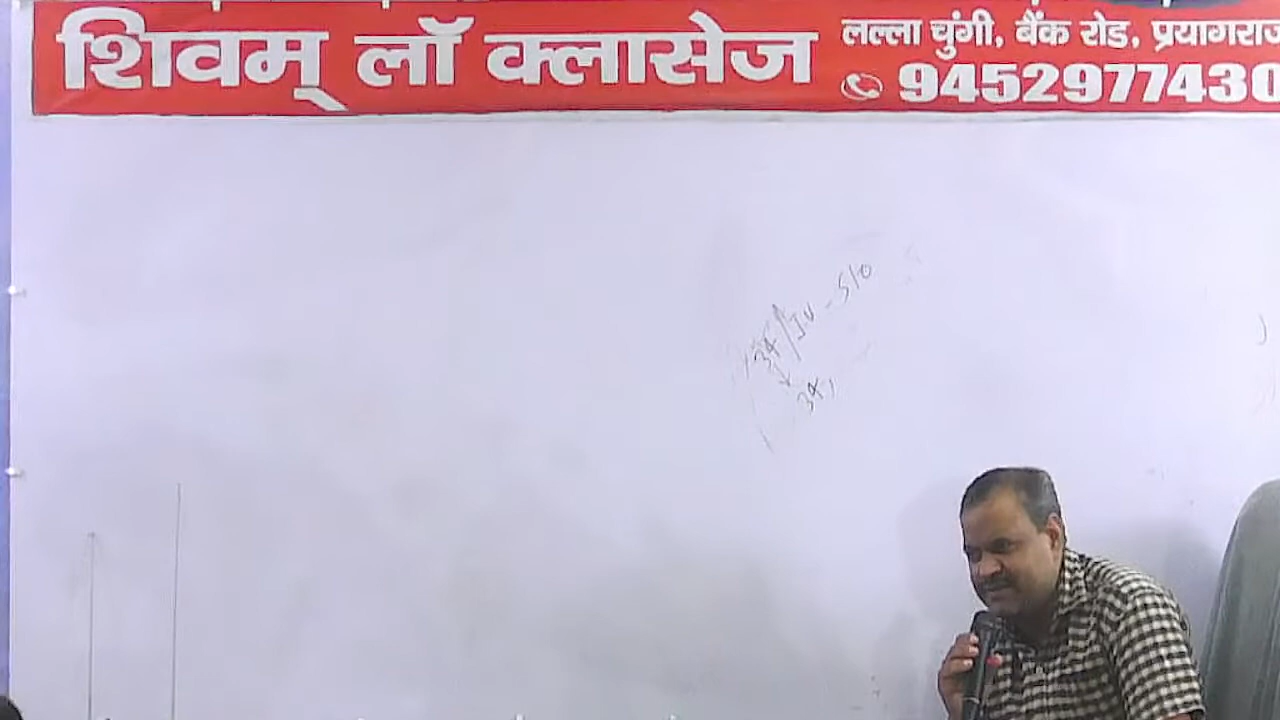 शिवम् लॉ क्लासेज
लल्ला चुंगी, बैंक रोड, प्रयागराज
9452977430
34/IV - 510
34,